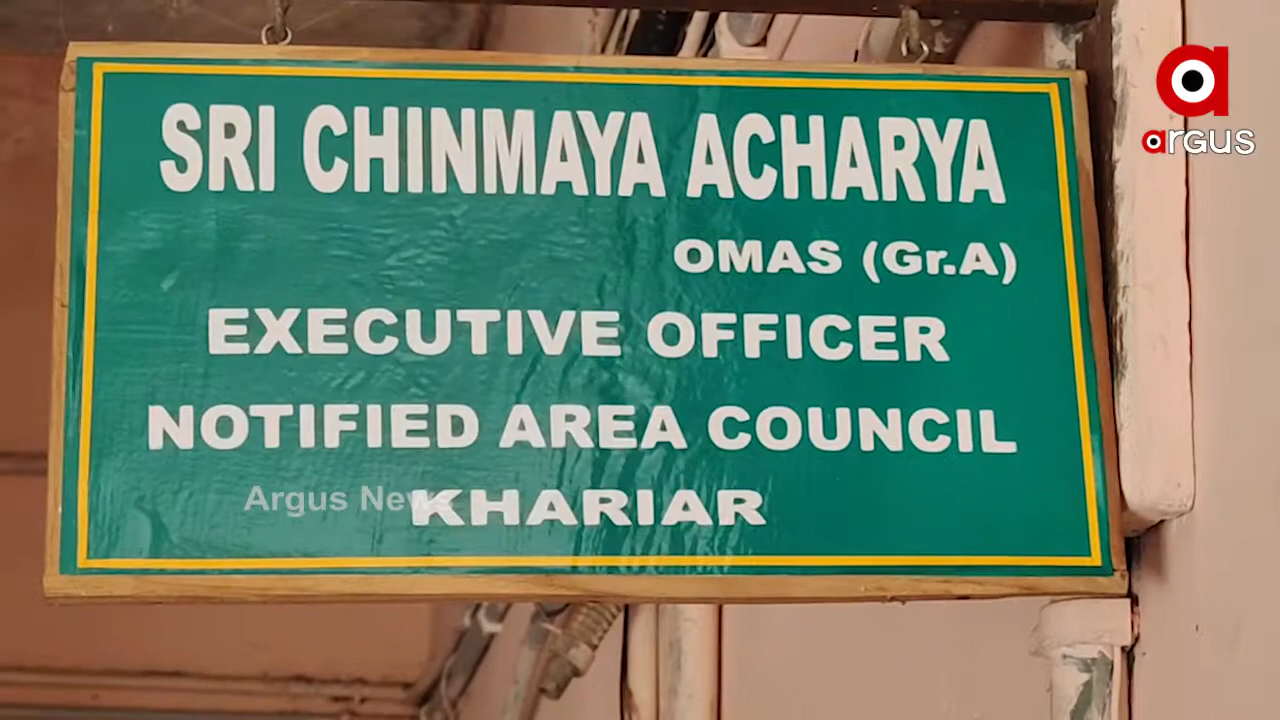 SRI CHINMAYA ACHARYA
OMAS (Gr.A)
EXECUTIVE OFFICER
NOTIFIED AREA COUNCIL
KHARIAR
Argus News
a
argus